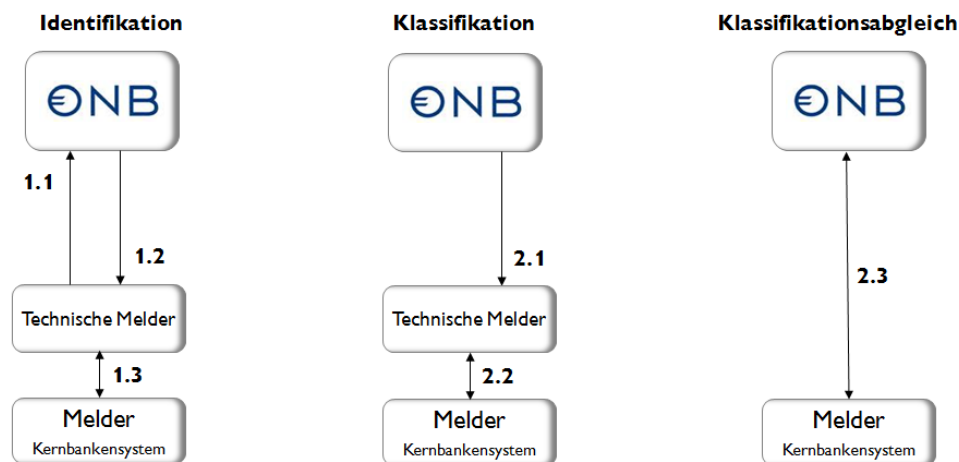 Identifikation
Klassifikation
Klassifikationsabgleich
ONB
ONB
ONB
1.1
1.2
2.1
2.3
Technische Melder
Technische Melder
1.3
2.2
Melder
Kernbankensystem
Melder
Kernbankensystem
Melder
Kernbankensystem